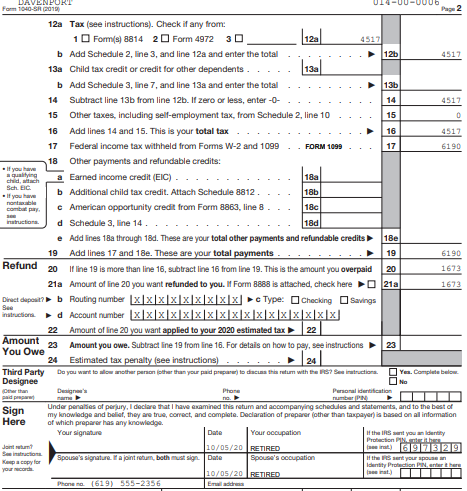 DAVENPORT 014-00-0006
Form 1040-SR (2019) Page 2
12a Tax (see instructions). Check if any from:
1 Form(s) 8814 2 Form 4972 3 12a 4517
b Add Schedule 2, line 3, and line 12a and enter the total 12b 4517
13a Child tax credit or credit for other dependents 13a
b Add Schedule 3, line 7, and line 13a and enter the total 13b
14 Subtract line 13b from line 12b. If zero or less, enter -0- 14 4517
15 Other taxes, including self-employment tax, from Schedule 2, line 10 15 0
16 Add lines 14 and 15. This is your total tax 16 4517
17 Federal income tax withheld from Forms W-2 and 1099 FORM 1099 17 6190
18 Other payments and refundable credits:
• If you have a qualifying child, attach Sch. EIC.
• If you have nontaxable combat pay, see instructions.
a Earned income credit (EIC) 18a
b Additional child tax credit. Attach Schedule 8812 18b
c American opportunity credit from Form 8863, line 8 18c
d Schedule 3, line 14 18d
e Add lines 18a through 18d. These are your total other payments and refundable credits 18e
19 Add lines 17 and 18e. These are your total payments 19 6190
Refund 20 If line 19 is more than line 16, subtract line 16 from line 19. This is the amount you overpaid 20 1673
21a Amount of line 20 you want refunded to you. If Form 8888 is attached, check here 21a 1673
Direct deposit? See instructions.
b Routing number X X X X X X X X X c Type: Checking Savings
d Account number X X X X X X X X X X X X X X X X X
22 Amount of line 20 you want applied to your 2020 estimated tax 22
Amount You Owe
23 Amount you owe. Subtract line 19 from line 16. For details on how to pay, see instructions 23
24 Estimated tax penalty (see instructions) 24
Third Party Designee
(Other than paid preparer)
Do you want to allow another person (other than your paid preparer) to discuss this return with the IRS? See instructions. Yes. Complete below.
No
Designee's name Phone no. Personal identification number (PIN)
Sign Here
Under penalties of perjury, I declare that I have examined this return and accompanying schedules and statements, and to the best of
my knowledge and belief, they are true, correct, and complete. Declaration of preparer (other than taxpayer) is based on all information
of which preparer has any knowledge.
Joint return? See instructions. Keep a copy for your records.
Your signature Date Your occupation If the IRS sent you an Identity Protection PIN, enter it here (see inst.)
10/05/20 RETIRED 6 9 7 3 2 9
Spouse's signature. If a joint return, both must sign. Date Spouse's occupation If the IRS sent your spouse an Identity Protection PIN, enter it here (see inst.)
10/05/20 RETIRED
Phone no. (619) 555-2356 Email address